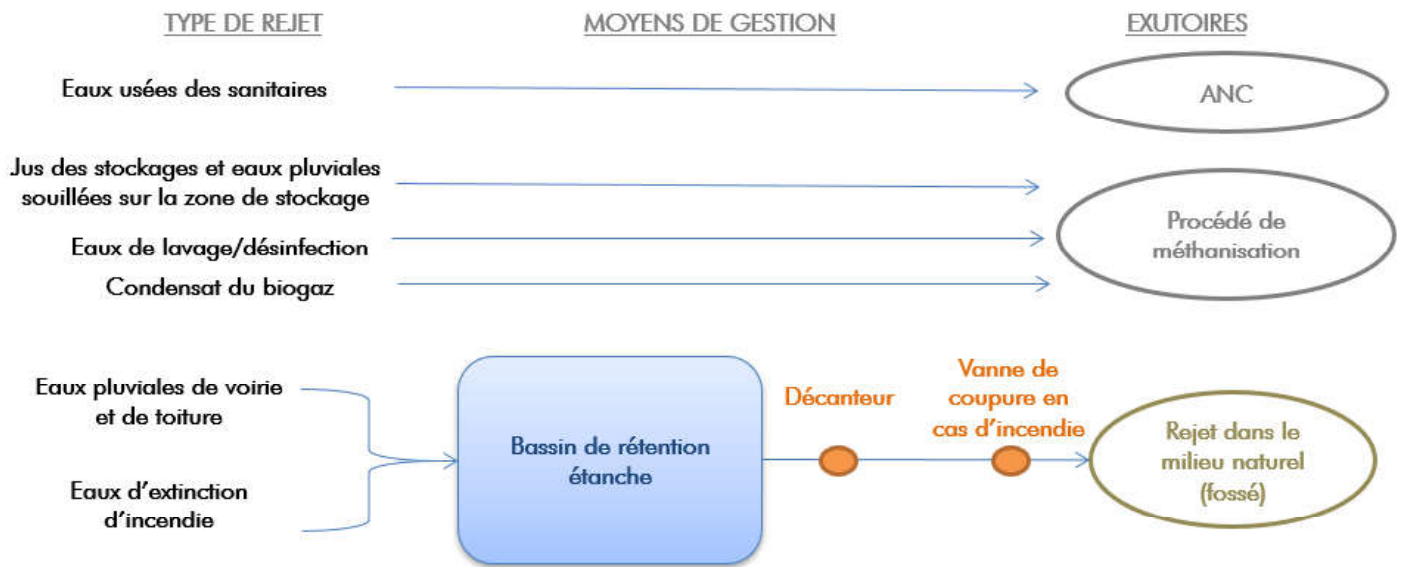 TYPE DE REJET
MOYENS DE GESTION
EXUTOIRES
Eaux usées des sanitaires
ANC
Jus des stockages et eaux pluviales
souillées sur la zone de stockage
Eaux de lavage/désinfection
Condensat du biogaz
Procédé de
méthanisation
Eaux pluviales de voirie
et de toiture
Eaux d'extinction
d'incendie
Bassin de rétention
étanche
Décanteur
Vanne de
coupure en
cas d'incendie
Rejet dans le
milieu naturel
(fossé)